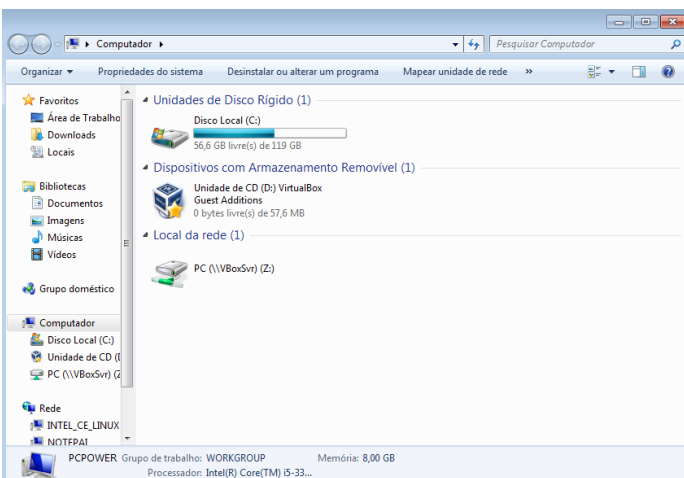 Computador
Pesquisar Computador
Organizar
Propriedades do sistema
Desinstalar ou alterar um programa
Mapear unidade de rede
»
Favoritos
Área de Trabalho
Downloads
Locais
Bibliotecas
Documentos
Imagens
Músicas
Vídeos
Grupo doméstico
Computador
Disco Local (C:)
Unidade de CD (
PC (\\VBoxSvr) (Z
Rede
INTEL_CE_LINUX
NOTEPAI
Unidades de Disco Rígido (1)
Disco Local (C:)
56,6 GB livre(s) de 119 GB
Dispositivos com Armazenamento Removível (1)
Unidade de CD (D:) VirtualBox
Guest Additions
0 bytes livre(s) de 57,6 MB
Local da rede (1)
PC (\\VBoxSvr) (Z:)
PCPOWER Grupo de trabalho: WORKGROUP Memória: 8,00 GB
Processador: Intel(R) Core(TM) i5-33...